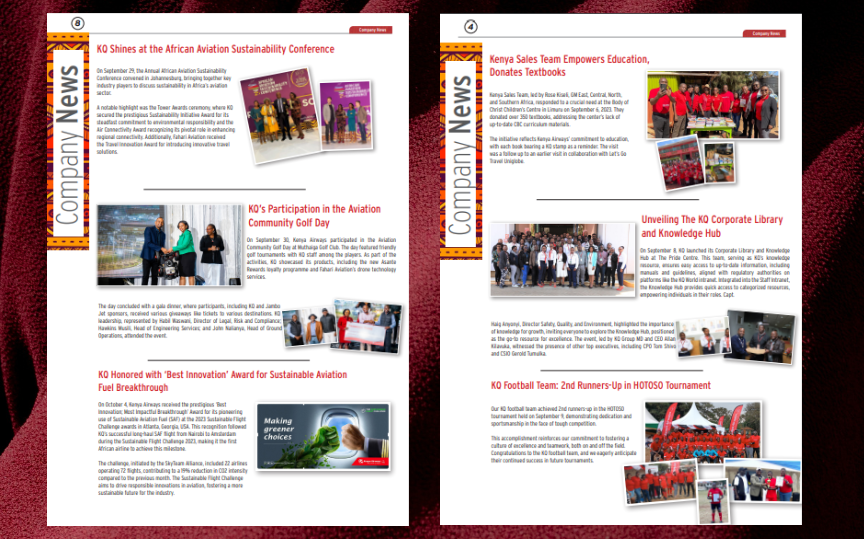 8
Company News
Company News
KQ Shines at the African Aviation Sustainability Conference
On September 29, the Annual African Aviation Sustainability
Conference convened in Johannesburg, bringing together key
industry players to discuss sustainability in Africa's aviation
sector.
A notable highlight was the Tower Awards ceremony, where KQ
secured the prestigious Sustainability Initiative Award for its
steadfast commitment to environmental responsibility and the
Air Connectivity Award recognising its pivotal role in enhancing
regional connectivity. Additionally, Fahari Aviation received
the Travel Innovation Award for introducing innovative travel
solutions.
KQ's Participation in the Aviation
Community Golf Day
On September 30, Kenya Airways participated in the Aviation
Community Golf Day at Muthaiga Golf Club. The day featured friendly
golf tournaments with KQ staff among the players. As part of the
activities, KQ showcased its products, including the new Asante
Rewards loyalty programme and Fahari Aviation's drone technology
services.
The day concluded with a gala dinner, where participants, including KQ and Jambo
Jet sponsors, received various giveaways like tickets to various destinations. KQ
leadership, represented by Habil Waswani, Director of Legal, Risk and Compliance;
Hawkins Musili, Head of Engineering Services; and John Nalianya, Head of Ground
Operations, attended the event.
KQ Honored with 'Best Innovation' Award for Sustainable Aviation
Fuel Breakthrough
On October 4, Kenya Airways received the prestigious 'Best
Innovation; Most Impactful Breakthrough' Award for its pioneering
use of Sustainable Aviation Fuel (SAF) at the 2023 Sustainable Flight
Challenge awards in Atlanta, Georgia, USA. This recognition followed
KQ's successful long-haul SAF flight from Nairobi to Amsterdam
during the Sustainable Flight Challenge 2023, making it the first
African airline to achieve this milestone.
The challenge, initiated by the SkyTeam Alliance, included 22 airlines
operating 72 flights, contributing to a 19% reduction in CO2 intensity
compared to the previous month. The Sustainable Flight Challenge
aims to drive responsible innovations in aviation, fostering a more
sustainable future for the industry.
Making
greener
choices
4
Company News
Company News
Kenya Sales Team Empowers Education,
Donates Textbooks
Kenya Sales Team, led by Rose Kiseli, GM East, Central, North,
and Southern Africa, responded to a crucial need at the Body of
Christ Children's Centre in Limuru on September 6, 2023. They
donated over 350 textbooks, addressing the center's lack of
up-to-date CBC curriculum materials.
The initiative reflects Kenya Airways' commitment to education,
with each book bearing a KQ stamp as a reminder. The visit
was a follow up to an earlier visit in collaboration with Let's Go
Travel Uniglobe.
Unveiling The KQ Corporate Library
and Knowledge Hub
On September 8, KQ launched its Corporate Library and Knowledge
Hub at The Pride Centre. This team, serving as KQ's knowledge
resource, ensures easy access to up-to-date information, including
manuals and guidelines, aligned with regulatory authorities on
platforms like the KQ World intranet. Integrated into the Staff Intranet,
the Knowledge Hub provides quick access to categorized resources,
empowering individuals in their roles. Capt.
Haig Anyonyi, Director Safety, Quality, and Environment, highlighted the importance
of knowledge for growth, inviting everyone to explore the Knowledge Hub, positioned
as the go-to resource for excellence. The event, led by KQ Group MD and CEO Allan
Kilavuka, witnessed the presence of other top executives, including CPO Tom Shivo
and CSIO Gerold Tumulka.
KQ Football Team: 2nd Runners-Up in HOTOSO Tournament
Our KQ football team achieved 2nd runners-up in the HOTOSO
tournament held on September 9, demonstrating dedication and
sportsmanship in the face of tough competition.
This accomplishment reinforces our commitment to fostering a
culture of excellence and teamwork, both on and off the field.
Congratulations to the KQ football team, and we eagerly anticipate
their continued success in future tournaments.